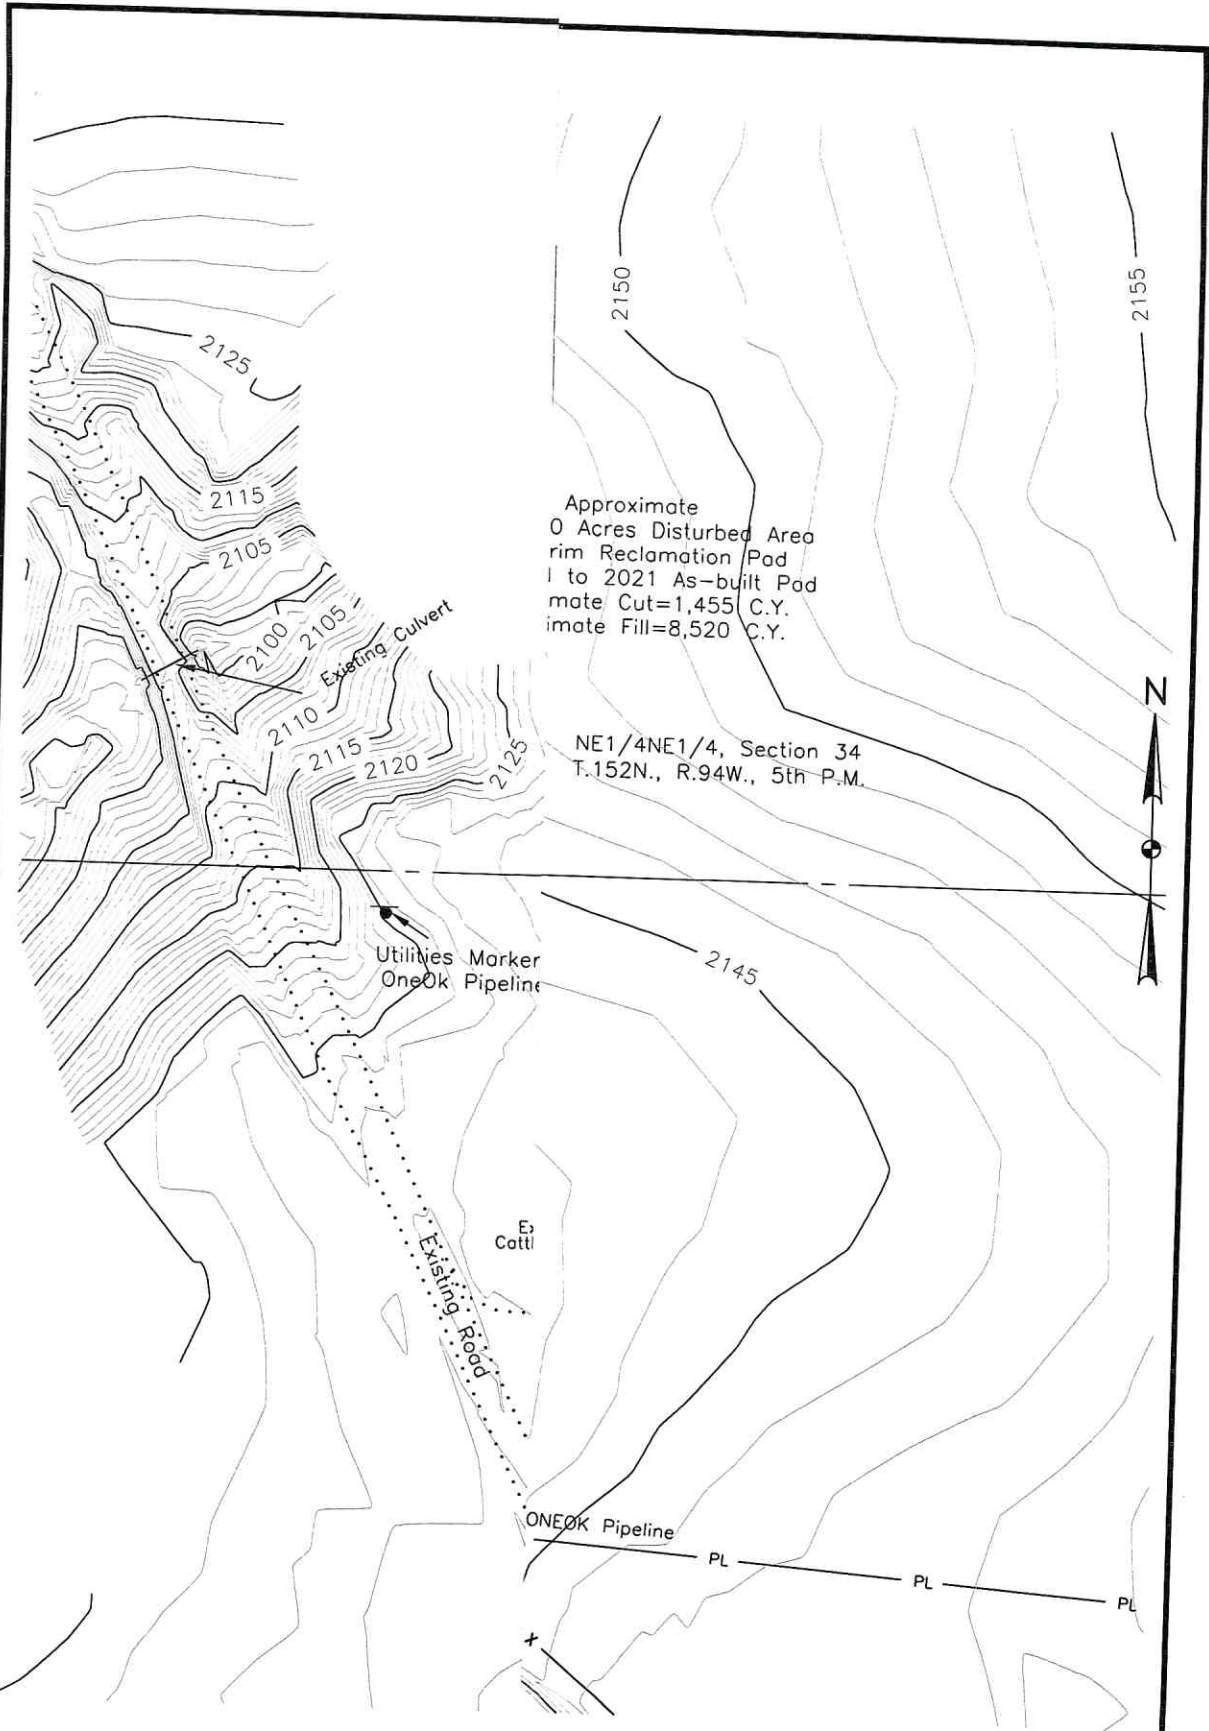 2150
2155
2125
2115
2105
Approximate
0 Acres Disturbed Area
rim Reclamation Pad
l to 2021 As-built Pad
mate Cut=1,455 C.Y.
imate Fill=8,520 C.Y.
2100
2105
Existing Culvert
N
2110
2115
2120
2125
NE1/4NE1/4, Section 34
T.152N., R.94W., 5th P.M.
Utilities Marker
OneOk Pipeline
2145
Cattl
Existing Road
ONEOK Pipeline
PL
PL
PL